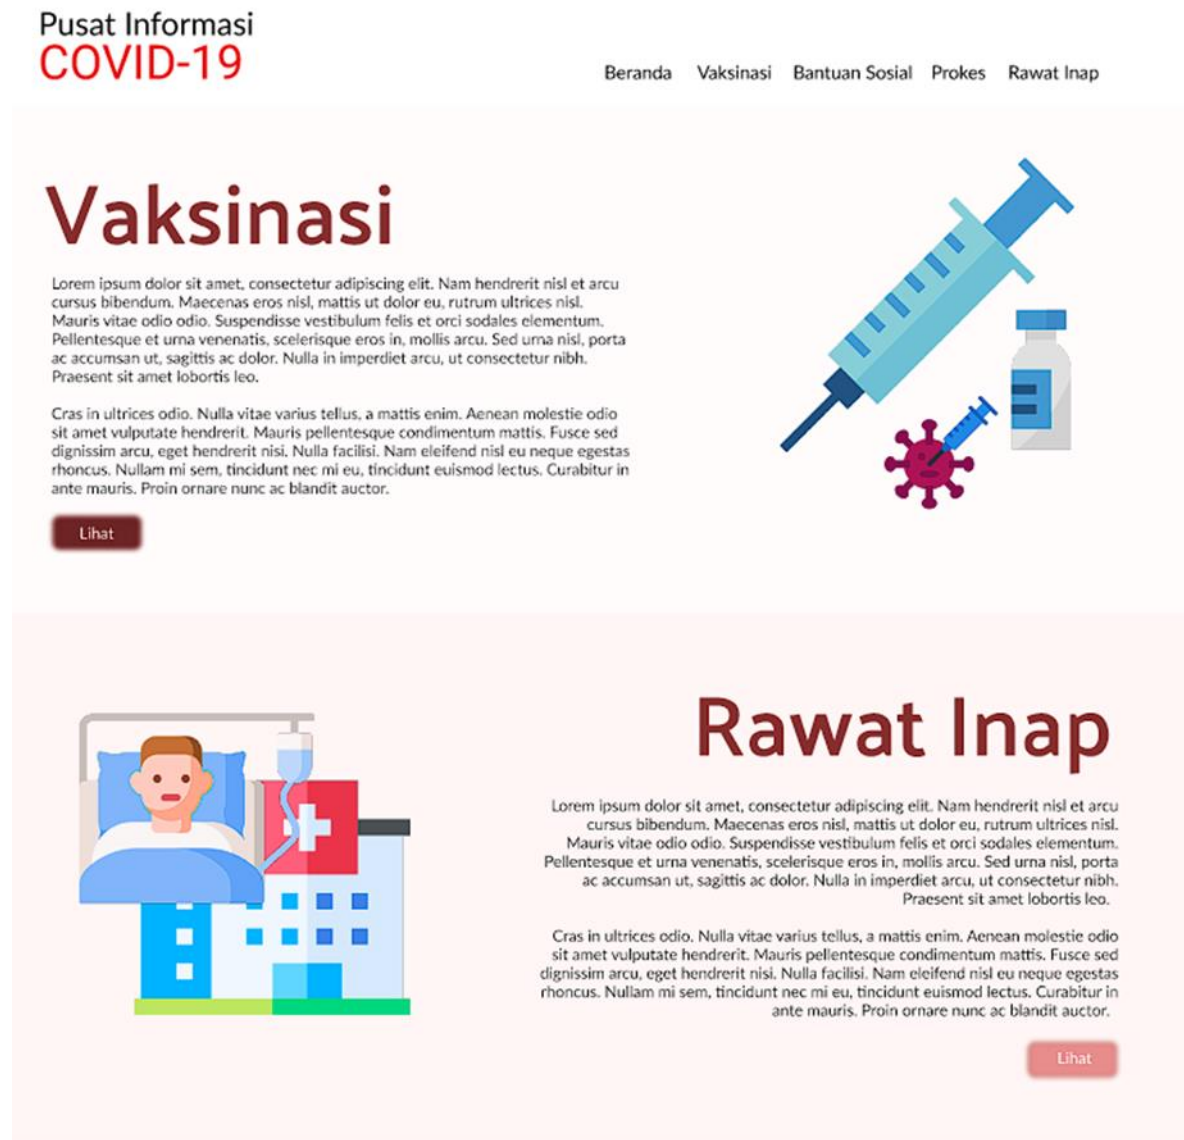 Pusat Informasi
COVID-19
Beranda Vaksinasi Bantuan Sosial Prokes Rawat Inap
Vaksinasi
Lorem ipsum dolor sit amet, consectetur adipiscing elit. Nam hendrerit nisl et arcu
cursus bibendum. Maecenas eros nisl, mattis ut dolor eu, rutrum ultrices nisl.
Mauris vitae odio odio. Suspendisse vestibulum felis et orci sodales elementum.
Pellentesque et urna venenatis, scelerisque eros in, mollis arcu. Sed urna nisl, porta
ac accumsan ut, sagittis ac dolor. Nulla in imperdiet arcu, ut consectetur nibh.
Praesent sit amet lobortis leo.
Cras in ultrices odio. Nulla vitae varius tellus, a mattis enim. Aenean molestie odio
sit amet vulputate hendrerit. Mauris pellentesque condimentum mattis. Fusce sed
dignissim arcu, eget hendrerit nisi. Nulla facilisi. Nam eleifend nisl eu neque egestas
rhoncus. Nullam mi sem, tincidunt nec mi eu, tincidunt euismod lectus. Curabitur in
ante mauris. Proin ornare nunc ac blandit auctor.
Lihat
Rawat Inap
Lorem ipsum dolor sit amet, consectetur adipiscing elit. Nam hendrerit nisl et arcu
cursus bibendum. Maecenas eros nisl, mattis ut dolor eu, rutrum ultrices nisl.
Mauris vitae odio odio. Suspendisse vestibulum felis et orci sodales elementum.
Pellentesque et urna venenatis, scelerisque eros in, mollis arcu. Sed urna nisl, porta
ac accumsan ut, sagittis ac dolor. Nulla in imperdiet arcu, ut consectetur nibh.
Praesent sit amet lobortis leo.
Cras in ultrices odio. Nulla vitae varius tellus, a mattis enim. Aenean molestie odio
sit amet vulputate hendrerit. Mauris pellentesque condimentum mattis. Fusce sed
dignissim arcu, eget hendrerit nisi. Nulla facilisi. Nam eleifend nisl eu neque egestas
rhoncus. Nullam mi sem, tincidunt nec mi eu, tincidunt euismod lectus. Curabitur in
ante mauris. Proin ornare nunc ac blandit auctor.
Lihat